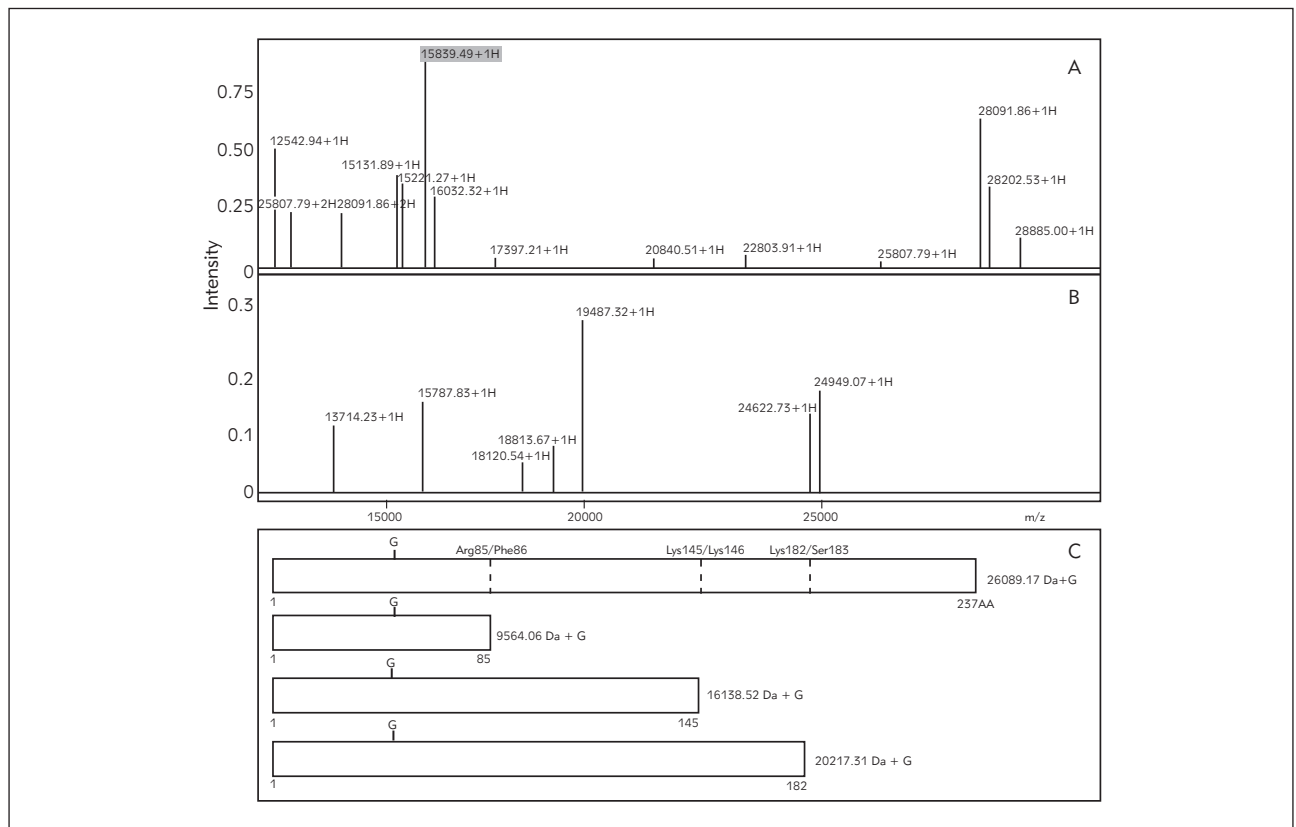 15839.49+1H
A
0.75
28091.86+1H
12542.94+1H
0.50
15131.89+1H
15221.27+1H
28202.53+1H
16032.32+1H
0.25
25807.79+2H
28091.86+2H
28885.00+1H
17397.21+1H
20840.51+1H
22803.91+1H
25807.79+1H
0
Intensity
B
0.3
19487.32+1H
0.2
24949.07+1H
15787.83+1H
24622.73+1H
13714.23+1H
0.1
18813.67+1H
18120.54+1H
0
15000 20000 25000 m/z
C
G
Arg85/Phe86 Lys145/Lys146 Lys182/Ser183
26089.17 Da+G
1 237AA
G
9564.06 Da + G
1 85
G
16138.52 Da + G
1 145
G
20217.31 Da + G
1 182